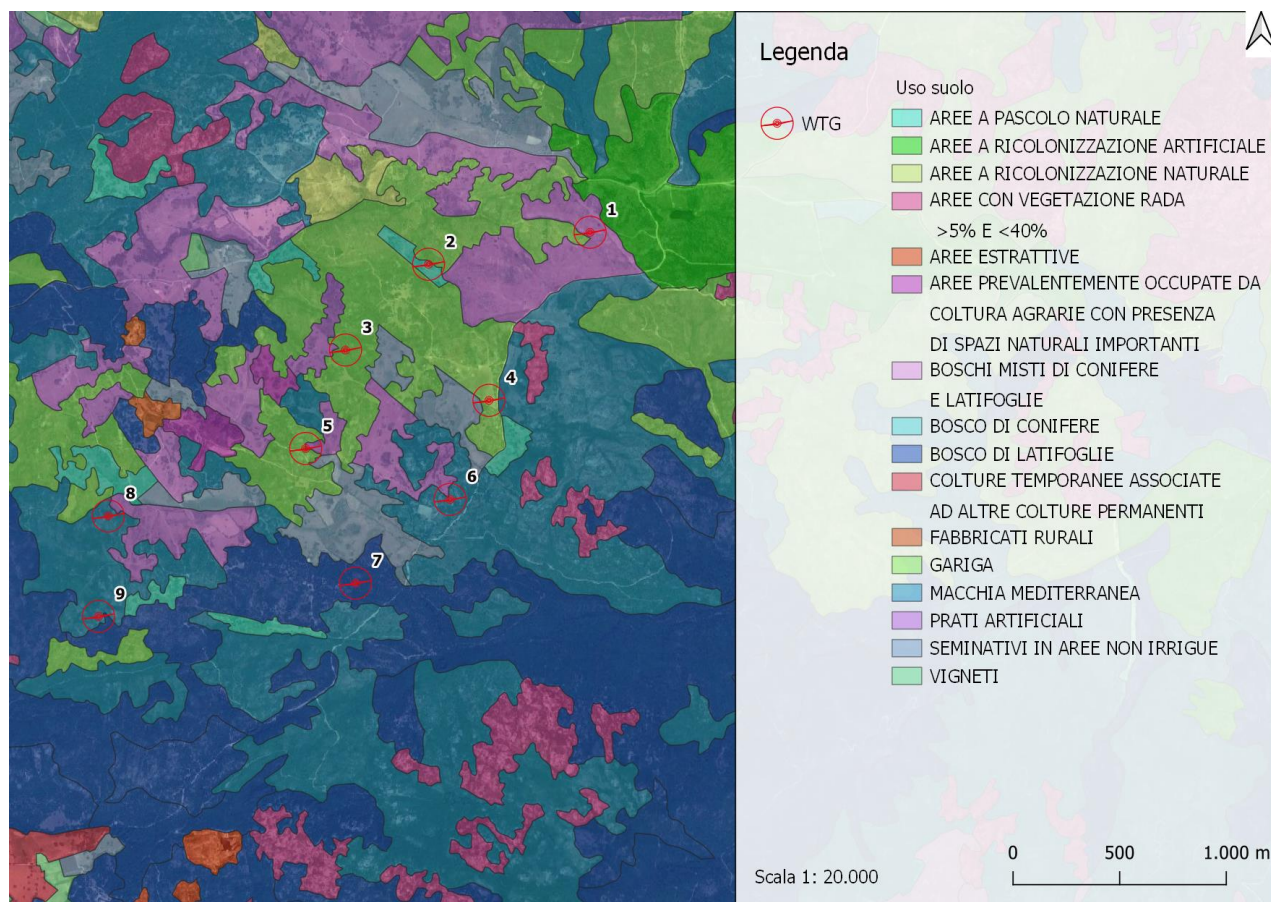 Legenda
WTG
Uso suolo
AREE A PASCOLO NATURALE
AREE A RICOLONIZZAZIONE ARTIFICIALE
AREE A RICOLONIZZAZIONE NATURALE
AREE CON VEGETAZIONE RADA
>5% E <40%
AREE ESTRATTIVE
AREE PREVALENTEMENTE OCCUPATE DA
COLTURA AGRARIE CON PRESENZA
DI SPAZI NATURALI IMPORTANTI
BOSCHI MISTI DI CONIFERE
E LATIFOGLIE
BOSCO DI CONIFERE
BOSCO DI LATIFOGLIE
COLTURE TEMPORANEE ASSOCIATE
AD ALTRE COLTURE PERMANENTI
FABBRICATI RURALI
GARIGA
MACCHIA MEDITERRANEA
PRATI ARTIFICIALI
SEMINATIVI IN AREE NON IRRIGUE
VIGNETI
1
2
3
4
5
6
8
7
9
0 500 1.000 m
Scala 1: 20.000